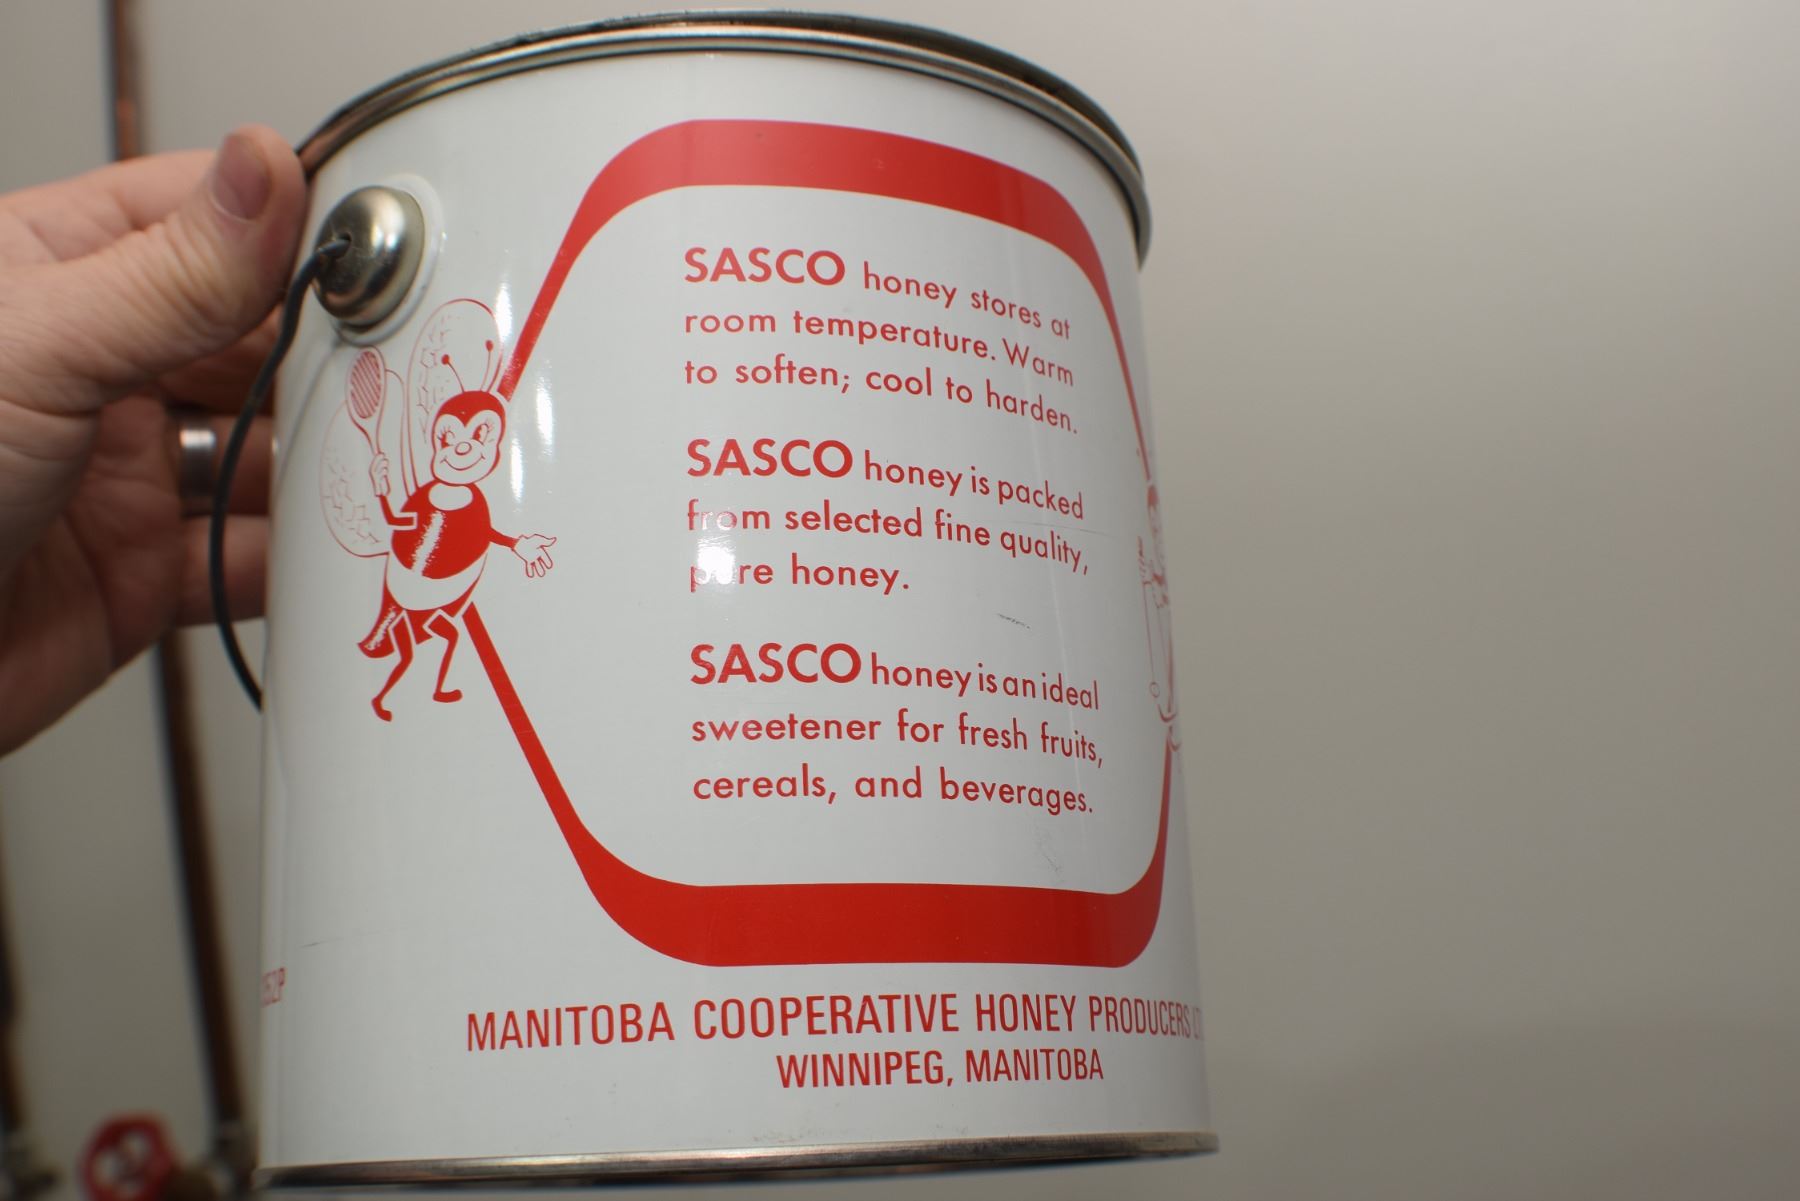 SASCO honey stores at
room temperature. Warm
to soften; cool to harden.
SASCO honey is packed
from selected fine quality,
pure honey.
SASCO honey is an ideal
sweetener for fresh fruits,
cereals, and beverages.
MANITOBA COOPERATIVE HONEY PRODUCERS
WINNIPEG, MANITOBA